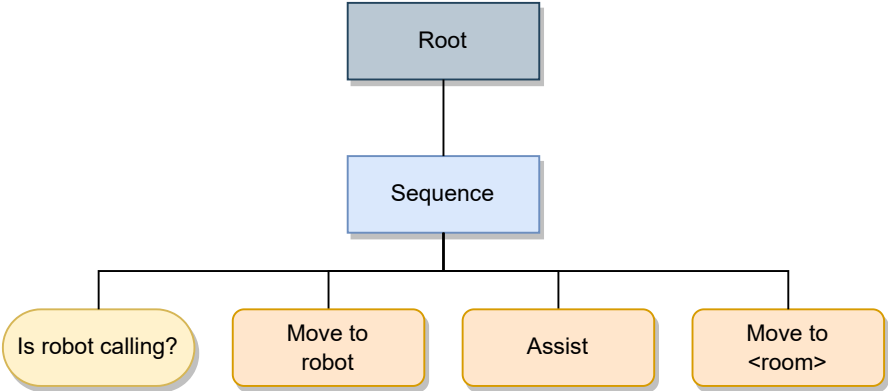 Root
Sequence
Is robot calling?
Move to
robot
Assist
Move to
<room>